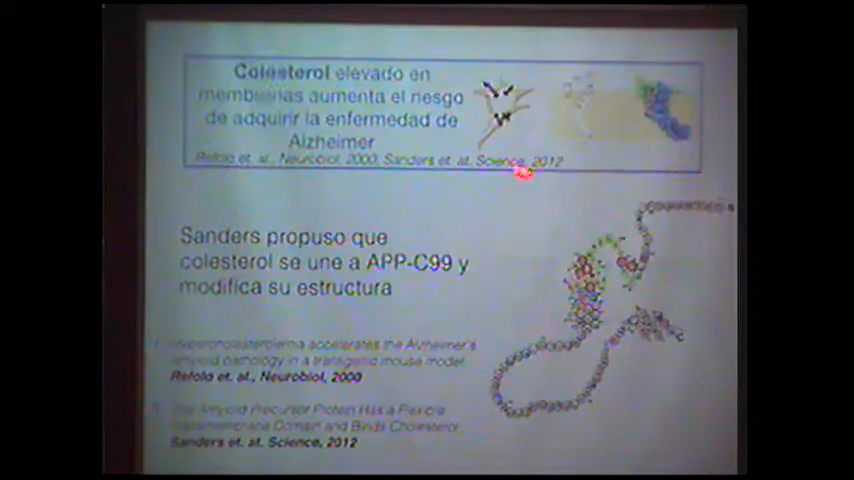 Colesterol elevado en
membranas aumenta el riesgo
de adquirir la enfermedad de
Alzheimer
Refolo et. al., Neurobiol, 2000, Sanders et. at. Science, 2012
Sanders propuso que
colesterol se une a APP-C99 y
modifica su estructura
Hypercholesterolemia accelerates the Alzheimer's
amyloid pathology in a transgenic mouse model
Refolo et. al., Neurobiol, 2000
The Amyloid Precursor Protein Has a Flexible
Transmembrane Domain and Binds Cholesterol
Sanders et. at. Science, 2012